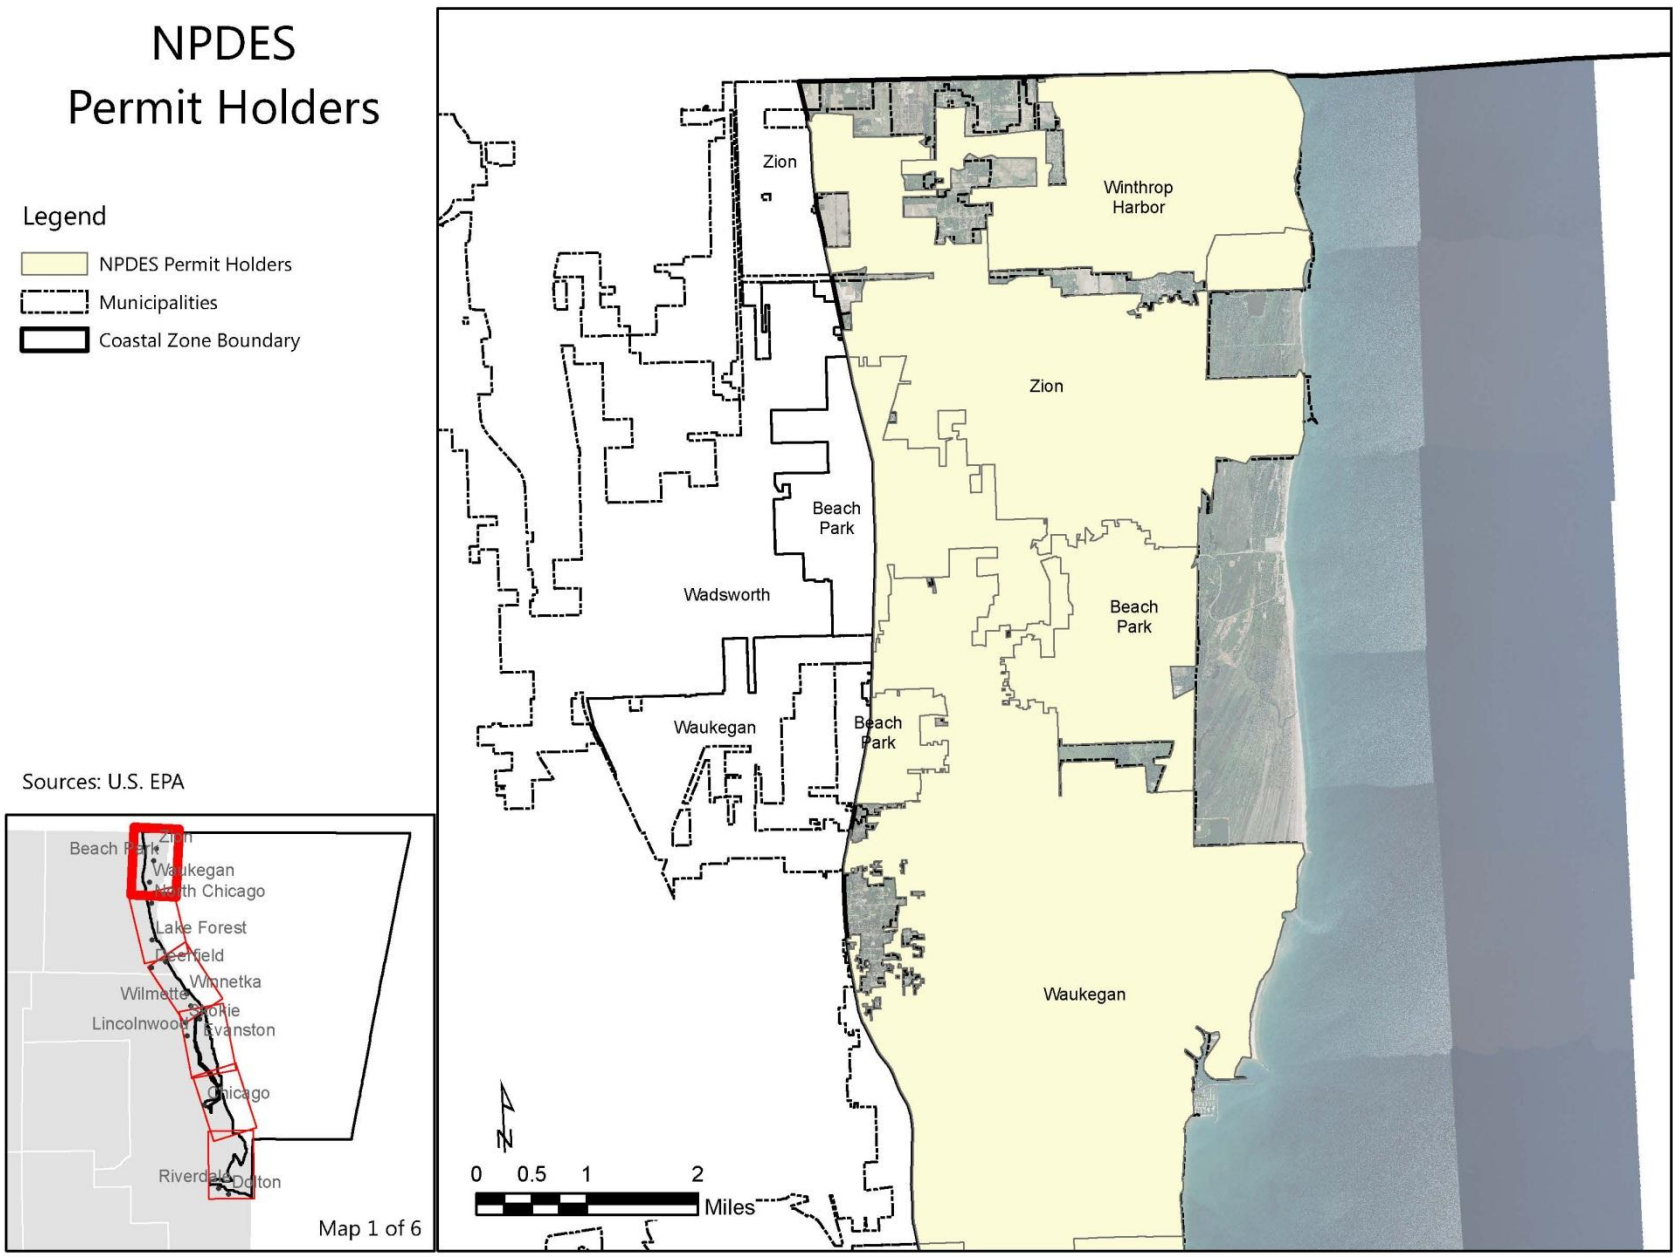 NPDES
Permit Holders
Legend
NPDES Permit Holders
Municipalities
Coastal Zone Boundary
Sources: U.S. EPA
Zion
Beach Park
Waukegan
North Chicago
Lake Forest
Deerfield
Winnetka
Wilmette
Skokie
Lincolnwood
Evanston
Chicago
Riverdale
Dolton
Map 1 of 6
Zion
Winthrop
Harbor
Zion
Beach
Park
Wadsworth
Beach
Park
Waukegan
Beach
Park
Waukegan
N
0 0.5 1 2
Miles